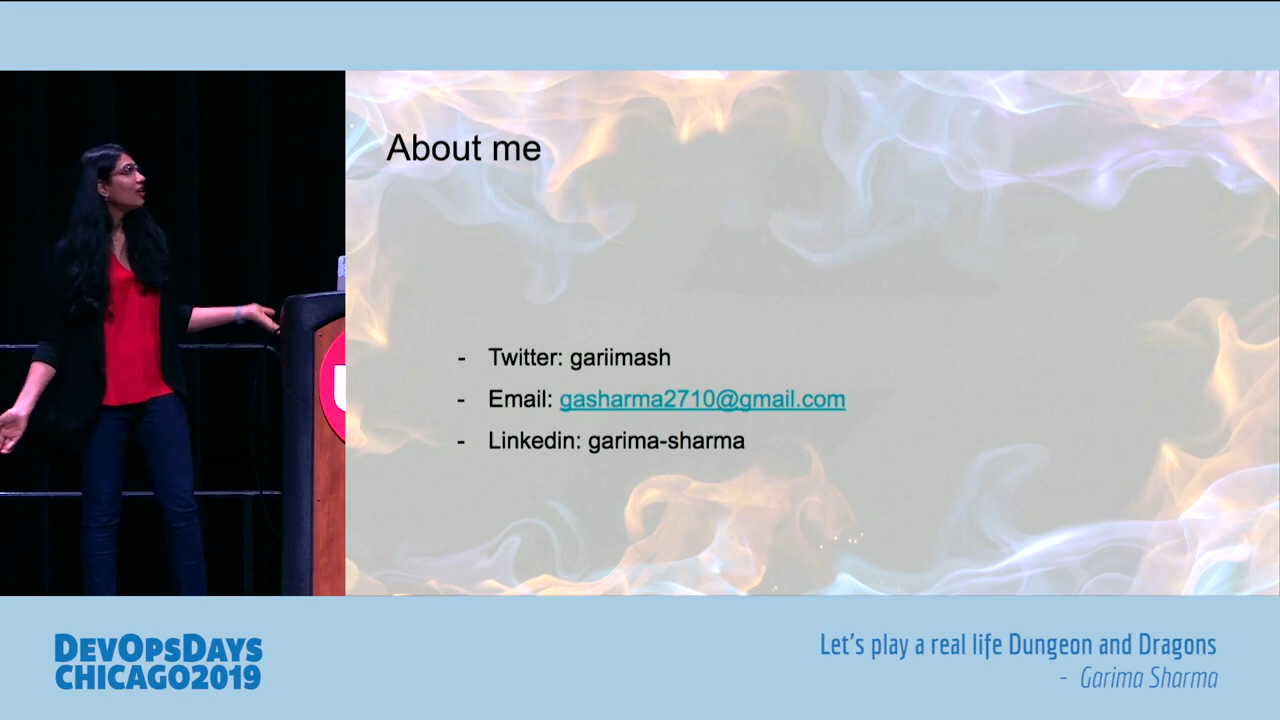 About me
- Twitter: gariimash
- Email: gasharma2710@gmail.com
- Linkedin: garima-sharma
DevOpsDays
Chicago2019
Let's play a real life Dungeon and Dragons
- Garima Sharma